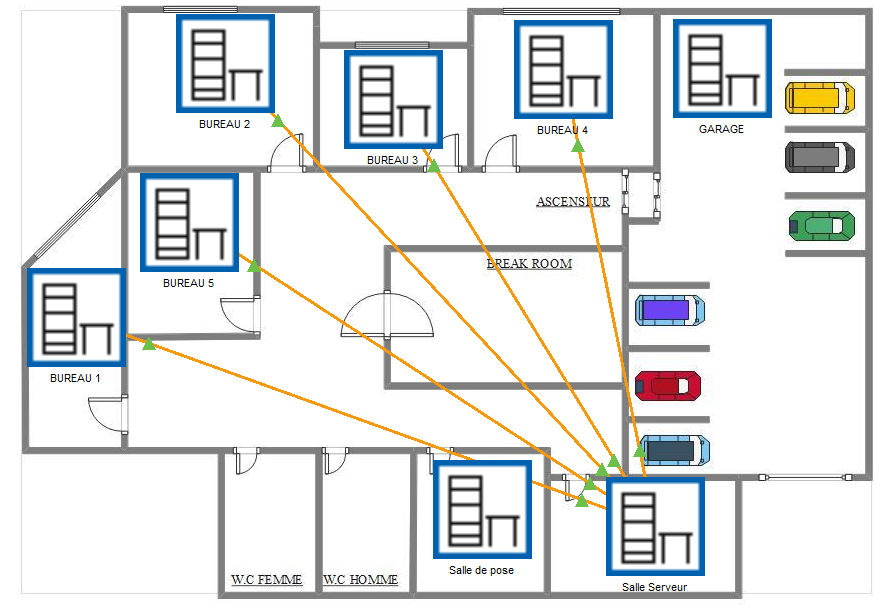 BUREAU 2
BUREAU 3
BUREAU 4
GARAGE
ASCENSEUR
BREAK ROOM
BUREAU 5
BUREAU 1
W.C FEMME
W.C HOMME
Salle de pose
Salle Serveur